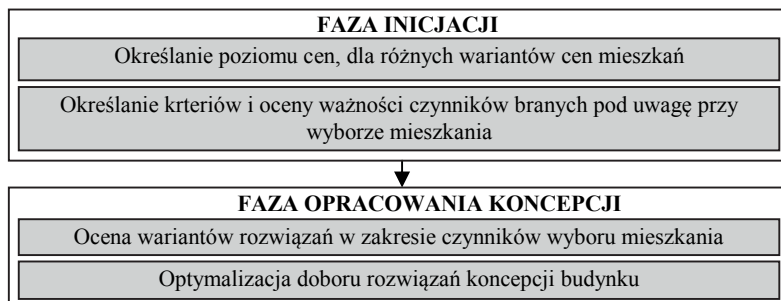 FAZA INICJACJI
Określanie poziomu cen, dla różnych wariantów cen mieszkań
Określanie krteriów i oceny ważności czynników branych pod uwagę przy
wyborze mieszkania
FAZA OPRACOWANIA KONCEPCJI
Ocena wariantów rozwiązań w zakresie czynników wyboru mieszkania
Optymalizacja doboru rozwiązań koncepcji budynku